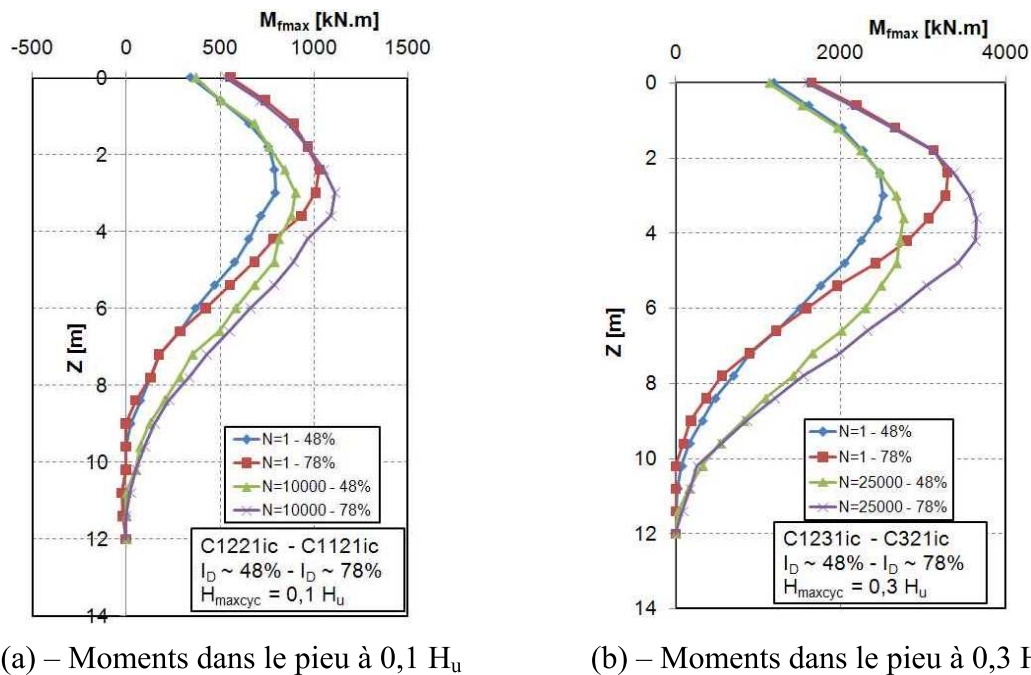 M_fmax [kN.m]
-500 0 500 1000 1500
0
2
4
6
8
10
12
14
Z [m]
N=1 - 48%
N=1 - 78%
N=10000 - 48%
N=10000 - 78%
C1221ic - C1121ic
I_D ~ 48% - I_D ~ 78%
H_maxcyc = 0,1 H_u
(a) – Moments dans le pieu à 0,1 H_u
M_fmax [kN.m]
0 2000 4000
0
2
4
6
8
10
12
14
Z [m]
N=1 - 48%
N=1 - 78%
N=25000 - 48%
N=25000 - 78%
C1231ic - C321ic
I_D ~ 48% - I_D ~ 78%
H_maxcyc = 0,3 H_u
(b) – Moments dans le pieu à 0,3 H